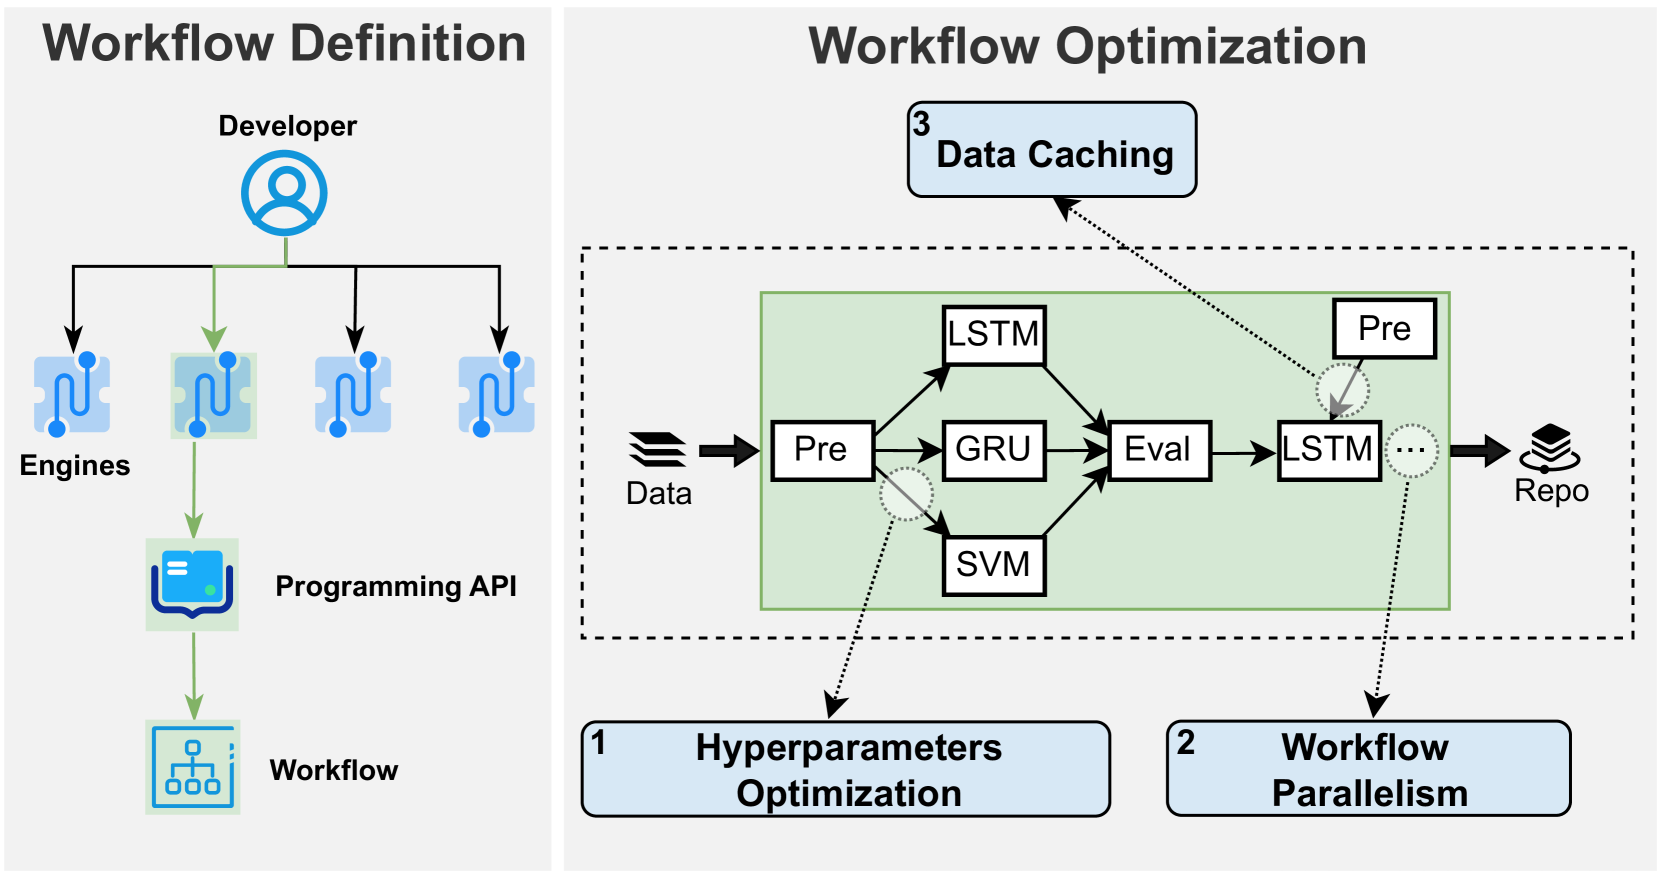 Workflow Definition
Developer
Engines
Programming API
Workflow
Workflow Optimization
3
Data Caching
LSTM
Pre
Pre
GRU
Eval
LSTM
...
Data
Repo
SVM
1
Hyperparameters
Optimization
2
Workflow
Parallelism